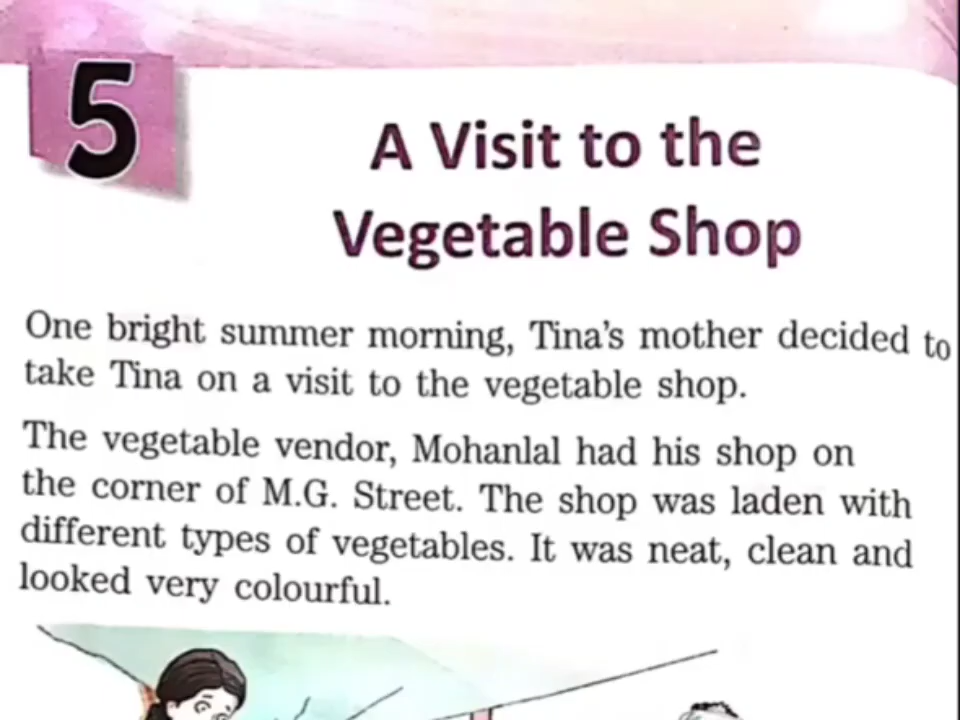 5
A Visit to the
Vegetable Shop
One bright summer morning, Tina's mother decided to
take Tina on a visit to the vegetable shop.
The vegetable vendor, Mohanlal had his shop on
the corner of M.G. Street. The shop was laden with
different types of vegetables. It was neat, clean and
looked very colourful.